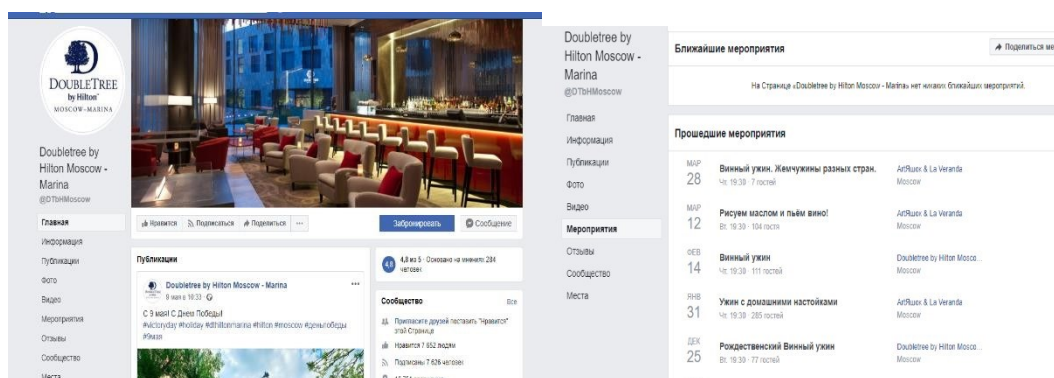 DOUBLETREE
by Hilton
MOSCOW-MARINA
Doubletree by
Hilton Moscow -
Marina
@DTbHMoscow
Главная
Информация
Публикации
Фото
Видео
Мероприятия
Отзывы
Сообщество
Места
Нравится Подписаться Поделиться ...
Забронировать Сообщение
Публикации
Doubletree by Hilton Moscow - Marina
9 мая в 10:33
С 9 мая! С Днем Победы!
#victoryday #holiday #dthiltonmarina #hilton #moscow #деньпобеды
#9мая
4,8
4,8 из 5 · Основано на мнениях 284
человек
Сообщество Все
Пригласите друзей поставить "Нравится"
этой Странице
Нравится 7 652 людям
Подписаны 7 626 человек
Doubletree by
Hilton Moscow -
Marina
@DTbHMoscow
Главная
Информация
Публикации
Фото
Видео
Мероприятия
Отзывы
Сообщество
Места
Ближайшие мероприятия
Поделиться ме
На Странице «Doubletree by Hilton Moscow - Marina» нет никаких ближайших мероприятий.
Прошедшие мероприятия
МАР
28
Винный ужин. Жемчужины разных стран.
Чт. 19:30 · 7 гостей
La Veranda
Moscow
МАР
12
Рисуем маслом и пьём вино!
Вт. 19:30 · 104 гостя
La Veranda
Moscow
ФЕВ
14
Винный ужин
Чт. 19:30 · 111 гостей
Doubletree by Hilton Mosco...
Moscow
ЯНВ
31
Ужин с домашними настойками
Чт. 19:30 · 285 гостей
La Veranda
Moscow
ДЕК
25
Рождественский Винный ужин
Вт. 19:30 · 77 гостей
Doubletree by Hilton Mosco...
Moscow